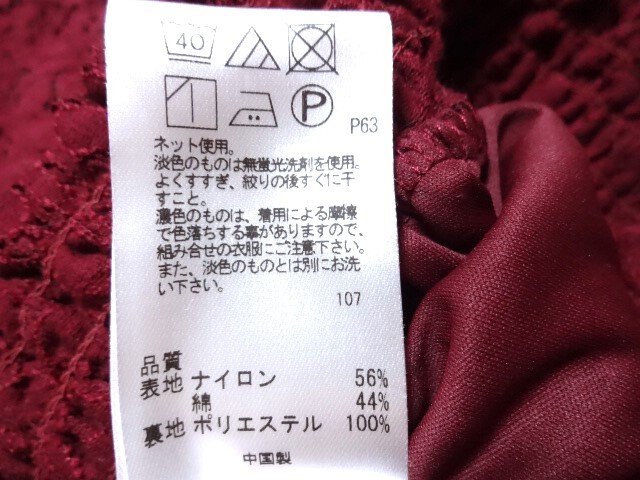 40
P
P63
ネット使用。
淡色のものは無蛍光洗剤を使用。
よくすすぎ、絞りの後すぐに干
すこと。
濃色のものは、着用による摩擦
で色落ちする事がありますので、
組み合せの衣服にご注意下さい。
また、淡色のものとは別にお洗
い下さい。
107
品質
表地 ナイロン 56%
綿 44%
裏地 ポリエステル 100%
中国製